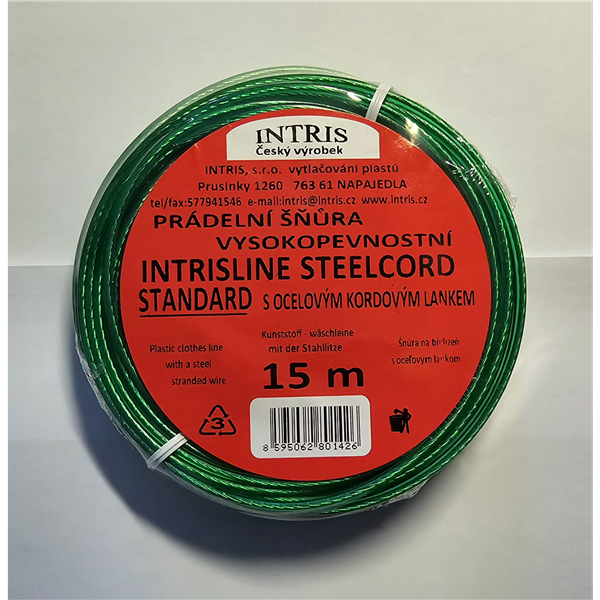 INTRIS
Český výrobek
INTRIS, s.r.o. vytlačování plastů
Prusinky 1260 763 61 NAPAJEDLA
tel/fax:577941546 e-mail:intris@intris.cz www.intris.cz
PRÁDELNÍ ŠŇŮRA
VYSOKOPEVNOSTNÍ
INTRISLINE STEELCORD
STANDARD S OCELOVÝM KORDOVÝM LANKEM
Plastic clothes line
with a steel
stranded wire
Kunststoff - wäschleine
mit der Stahllitze
Šnůra na bielizeň
s oceľovym lankom
15 m
3
8 595062 801426